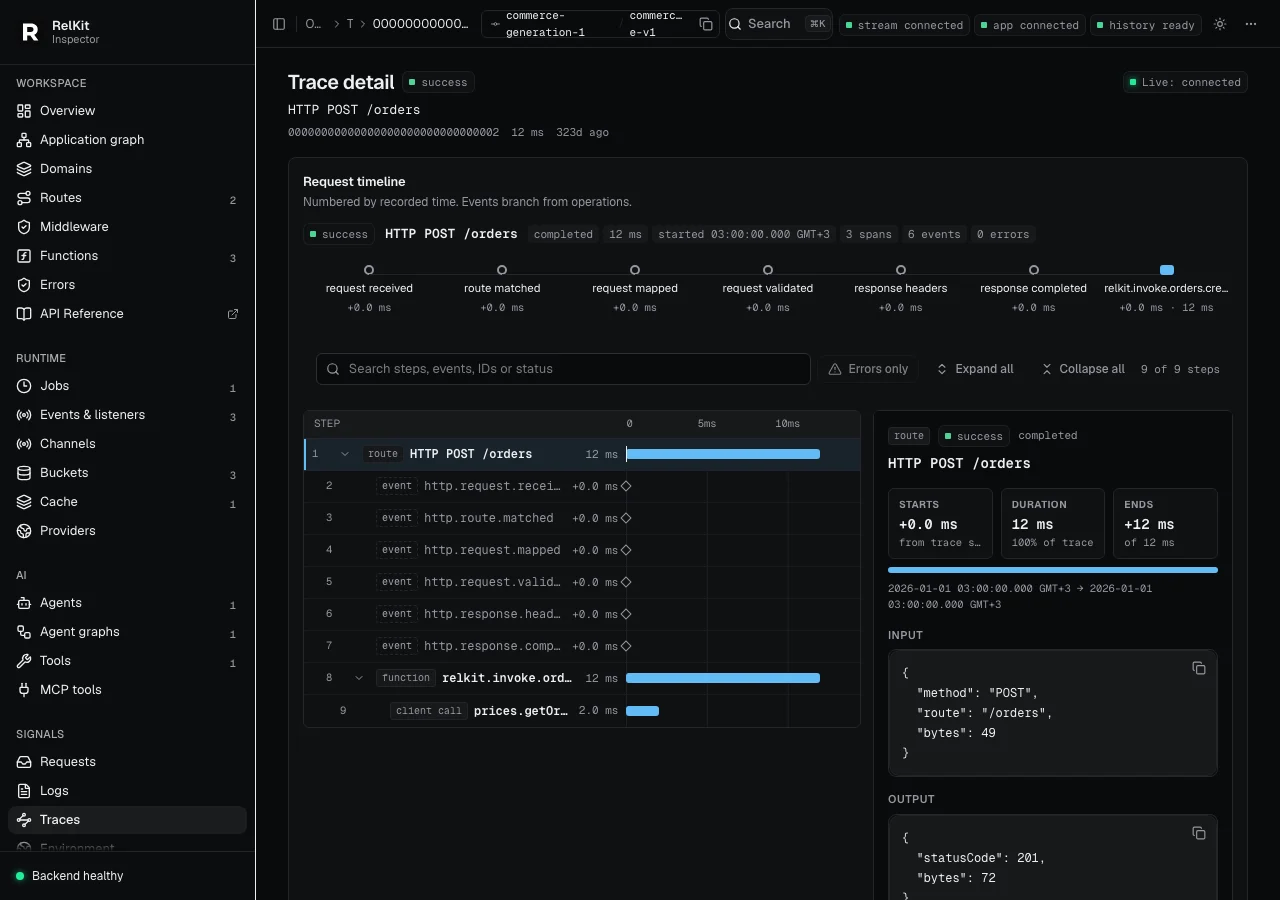 RelKit
Inspector
WORKSPACE
Overview
Application graph
Domains
Routes 2
Middleware
Functions 3
Errors
API Reference
RUNTIME
Jobs 1
Events & listeners 3
Channels
Buckets 3
Cache 1
Providers
AI
Agents 1
Agent graphs 1
Tools 1
MCP tools
SIGNALS
Requests
Logs
Traces
Environment
Backend healthy
O… > T > 00000000000… commerce-generation-1 / commerc…e-v1 Search ⌘K stream connected app connected history ready
Trace detail success Live: connected
HTTP POST /orders
00000000000000000000000000000002 12 ms 323d ago
Request timeline
Numbered by recorded time. Events branch from operations.
success HTTP POST /orders completed 12 ms started 03:00:00.000 GMT+3 3 spans 6 events 0 errors
request received route matched request mapped request validated response headers response completed relkit.invoke.orders.cre…
+0.0 ms +0.0 ms +0.0 ms +0.0 ms +0.0 ms +0.0 ms +0.0 ms · 12 ms
Search steps, events, IDs or status Errors only Expand all Collapse all 9 of 9 steps
STEP 0 5ms 10ms
1 route HTTP POST /orders 12 ms
2 event http.request.recei… +0.0 ms
3 event http.route.matched +0.0 ms
4 event http.request.mapped +0.0 ms
5 event http.request.valid… +0.0 ms
6 event http.response.head… +0.0 ms
7 event http.response.comp… +0.0 ms
8 function relkit.invoke.ord… 12 ms
9 client call prices.getOr… 2.0 ms
route success completed
HTTP POST /orders
STARTS DURATION ENDS
+0.0 ms 12 ms +12 ms
from trace s… 100% of trace of 12 ms
2026-01-01 03:00:00.000 GMT+3 → 2026-01-01
03:00:00.000 GMT+3
INPUT
{
"method": "POST",
"route": "/orders",
"bytes": 49
}
OUTPUT
{
"statusCode": 201,
"bytes": 72
}